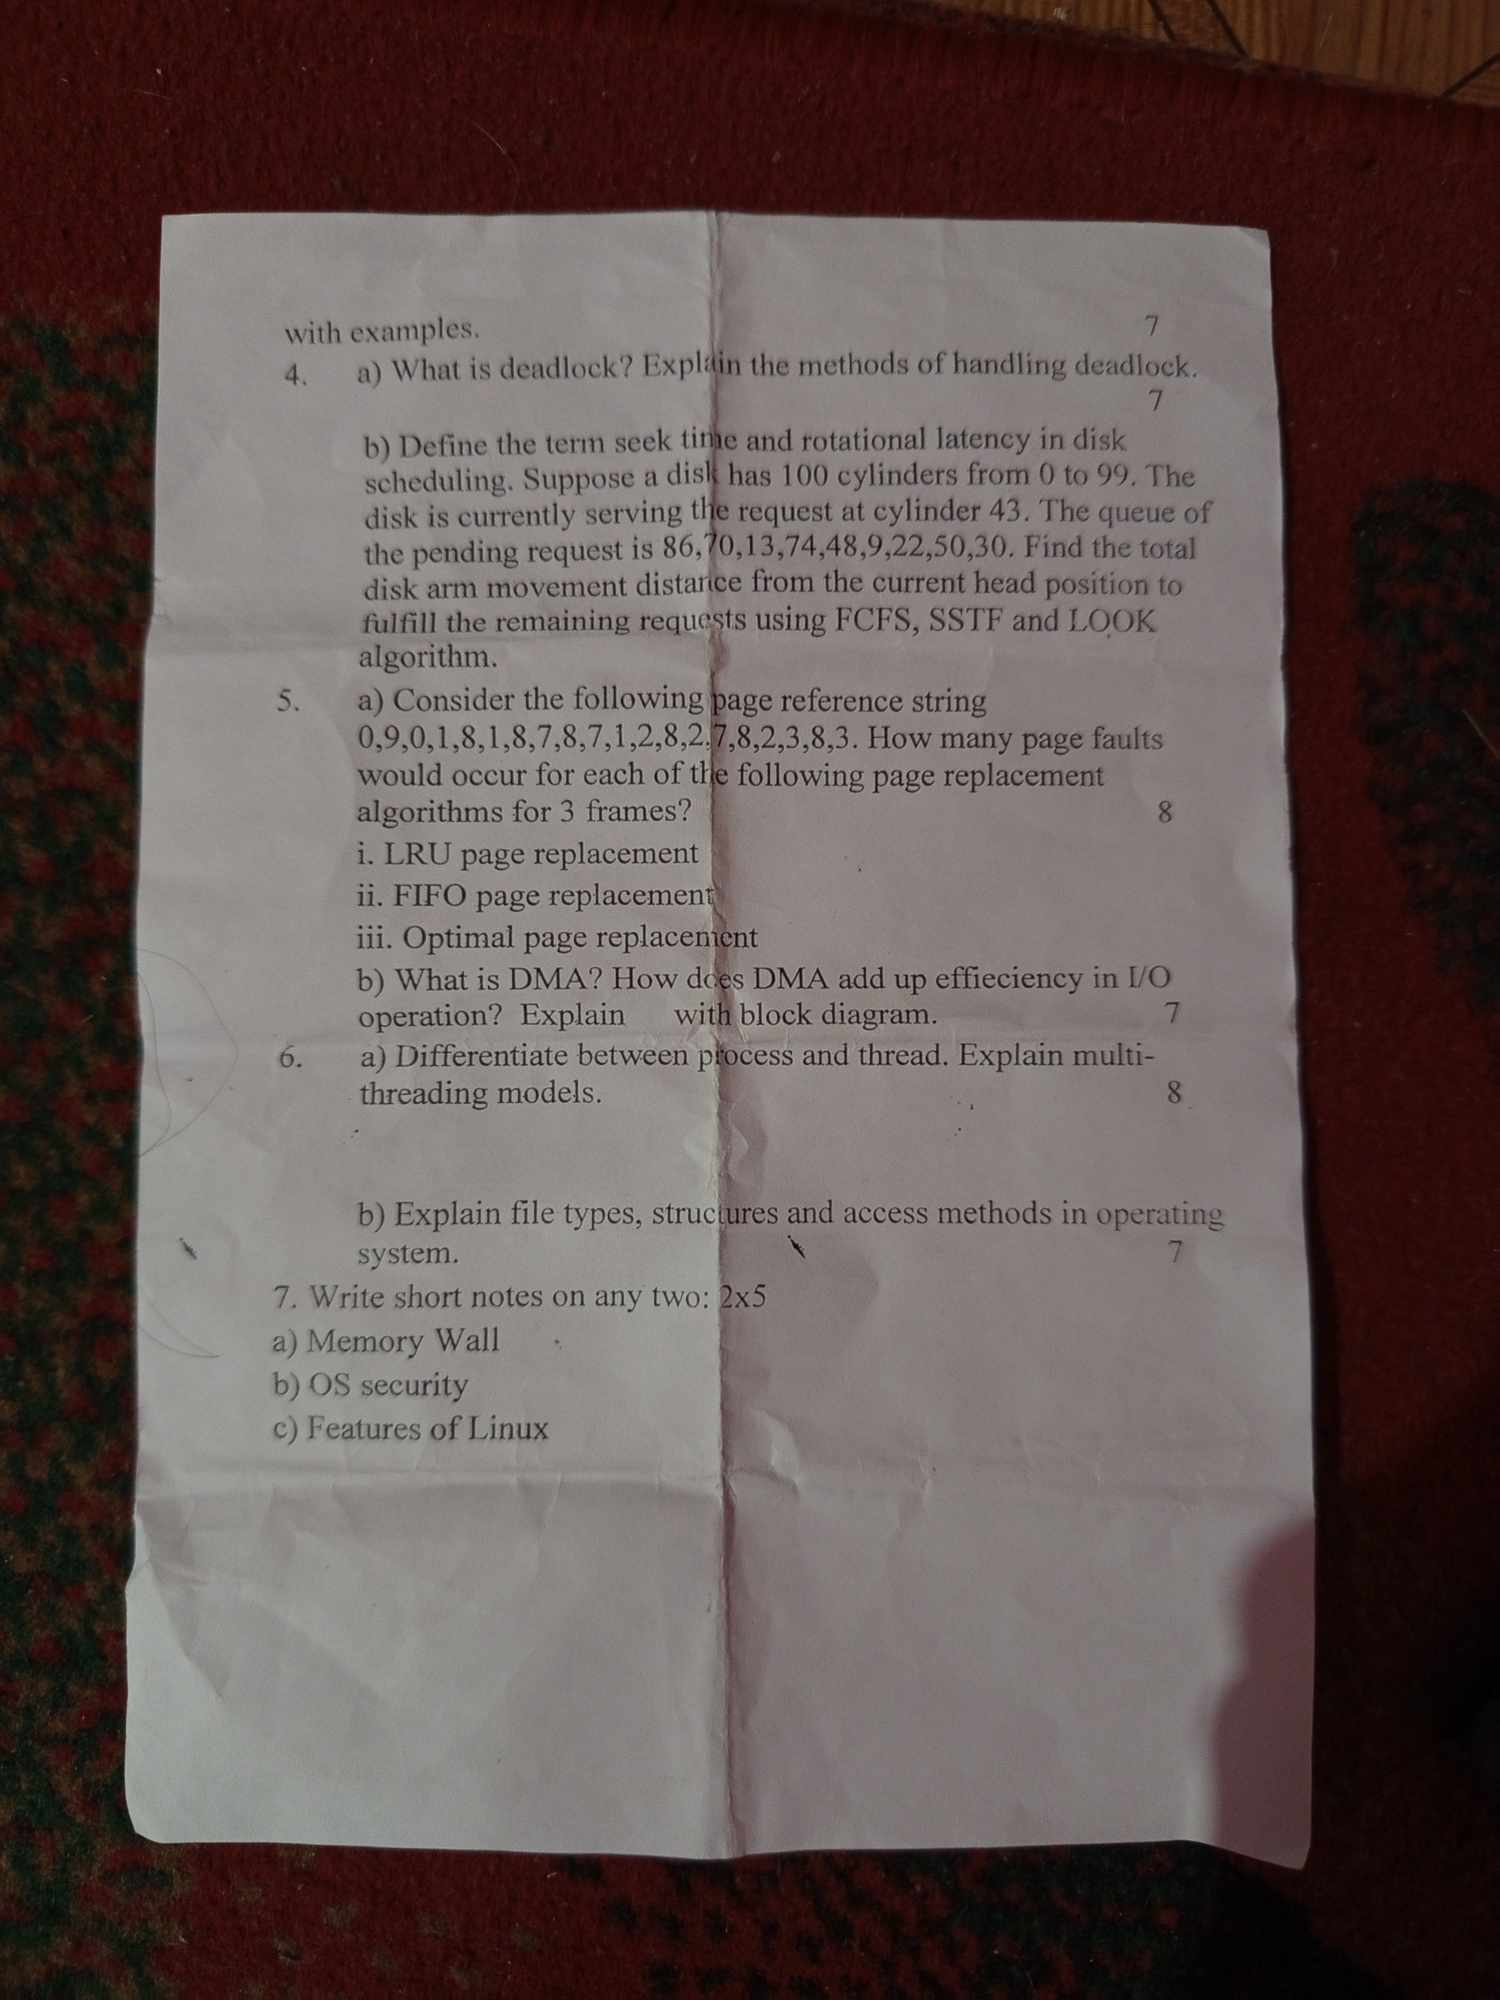 with examples. 7
4. a) What is deadlock? Explain the methods of handling deadlock.
7
b) Define the term seek time and rotational latency in disk
scheduling. Suppose a disk has 100 cylinders from 0 to 99. The
disk is currently serving the request at cylinder 43. The queue of
the pending request is 86,70,13,74,48,9,22,50,30. Find the total
disk arm movement distance from the current head position to
fulfill the remaining requests using FCFS, SSTF and LOOK
algorithm.
5. a) Consider the following page reference string
0,9,0,1,8,1,8,7,8,7,1,2,8,2,7,8,2,3,8,3. How many page faults
would occur for each of the following page replacement
algorithms for 3 frames? 8
i. LRU page replacement
ii. FIFO page replacement
iii. Optimal page replacement
b) What is DMA? How does DMA add up effieciency in I/O
operation? Explain with block diagram. 7
6. a) Differentiate between process and thread. Explain multi-
threading models. 8
b) Explain file types, structures and access methods in operating
system. 7
7. Write short notes on any two: 2x5
a) Memory Wall
b) OS security
c) Features of Linux